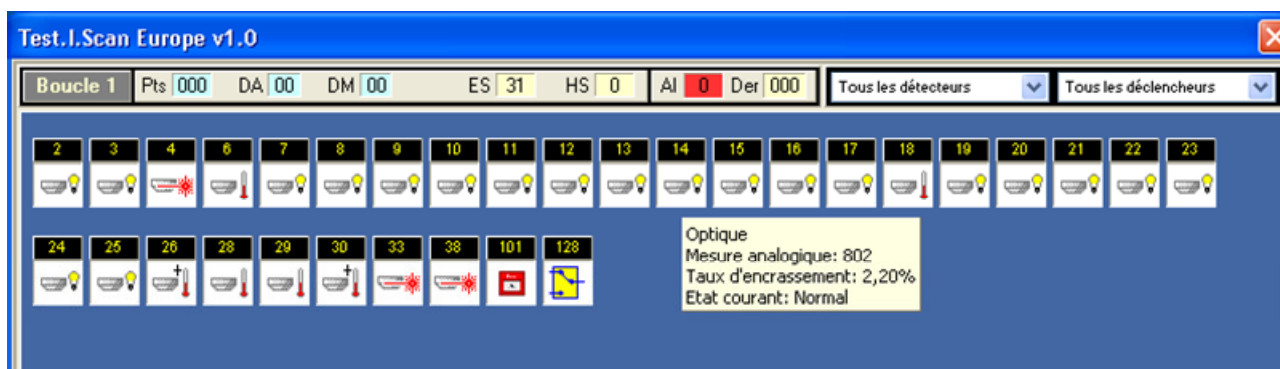 Test.I.Scan Europe v1.0
Boucle 1 Pts 000 DA 00 DM 00 ES 31 HS 0 Al 0 Der 000 Tous les détecteurs Tous les déclencheurs
2 3 4 6 7 8 9 10 11 12 13 14 15 16 17 18 19 20 21 22 23
24 25 26 28 29 30 33 38 101 128
Optique
Mesure analogique: 802
Taux d'encrassement: 2,20%
Etat courant: Normal